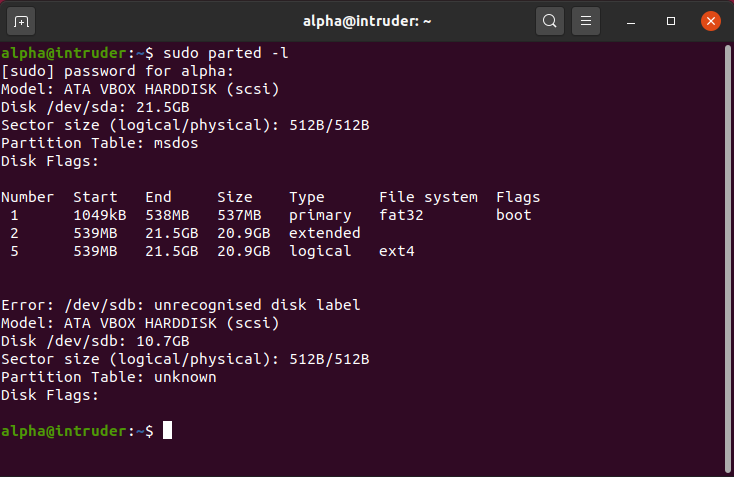 alpha@intruder: ~
alpha@intruder:~$ sudo parted -l
[sudo] password for alpha:
Model: ATA VBOX HARDDISK (scsi)
Disk /dev/sda: 21.5GB
Sector size (logical/physical): 512B/512B
Partition Table: msdos
Disk Flags:

Number  Start   End     Size    Type      File system  Flags
 1      1049kB  538MB   537MB   primary   fat32        boot
 2      539MB   21.5GB  20.9GB  extended
 5      539MB   21.5GB  20.9GB  logical   ext4

Error: /dev/sdb: unrecognised disk label
Model: ATA VBOX HARDDISK (scsi)
Disk /dev/sdb: 10.7GB
Sector size (logical/physical): 512B/512B
Partition Table: unknown
Disk Flags:

alpha@intruder:~$